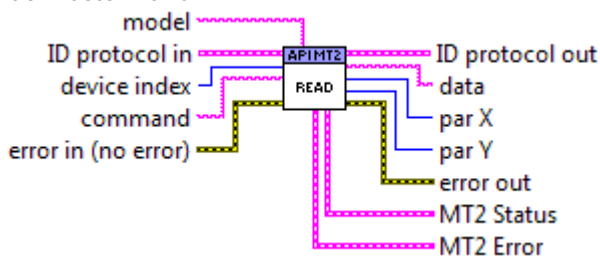 model
ID protocol in
device index
command
error in (no error)
APIMT2
READ
ID protocol out
data
par X
par Y
error out
MT2 Status
MT2 Error